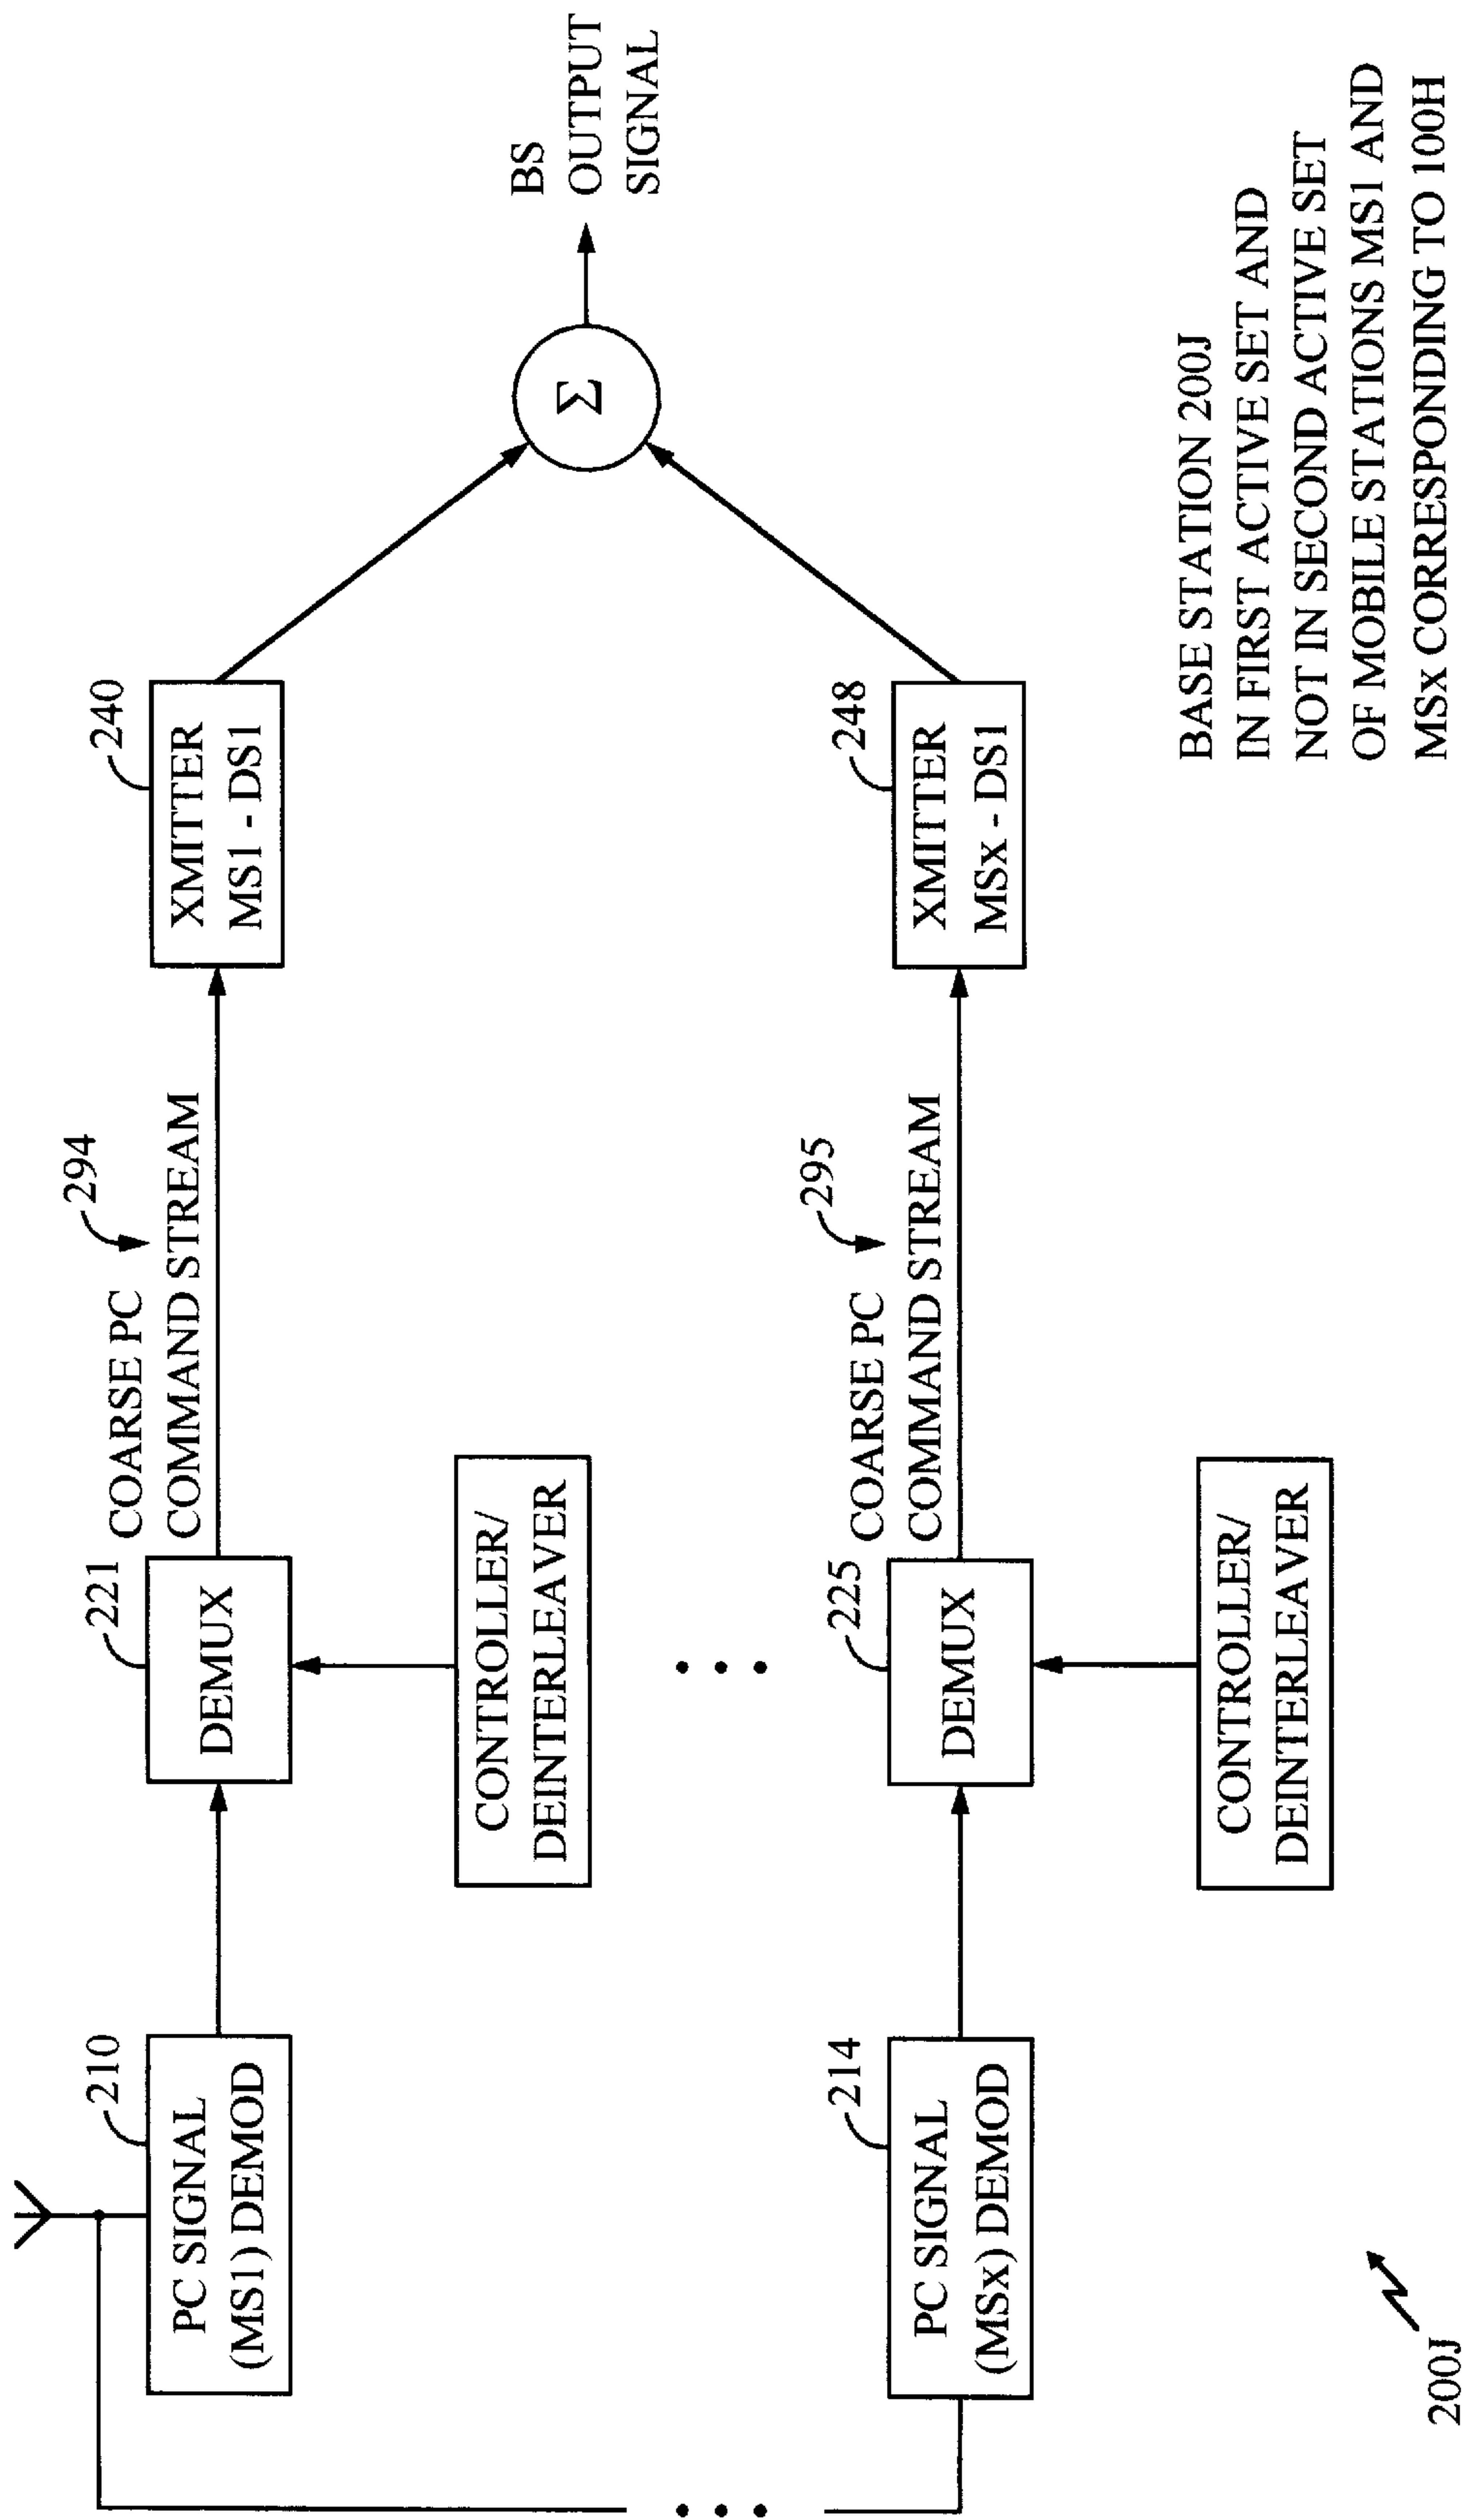 210
PC SIGNAL
(MS1) DEMOD
221
DEMUX
CONTROLLER/
DEINTERLEAVER
COARSE PC
COMMAND STREAM
294
240
XMITTER
MS1 - DS1
Σ
BS
OUTPUT
SIGNAL
214
PC SIGNAL
(MSx) DEMOD
225
DEMUX
CONTROLLER/
DEINTERLEAVER
COARSE PC
COMMAND STREAM
295
248
XMITTER
MSx - DS1
200J
BASE STATION 200J
IN FIRST ACTIVE SET AND
NOT IN SECOND ACTIVE SET
OF MOBILE STATIONS MS1 AND
MSx CORRESPONDING TO 100H